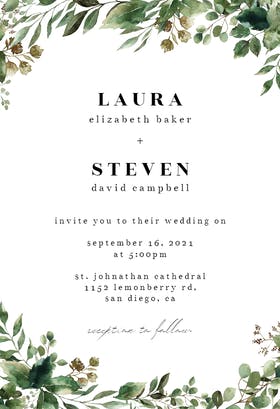 LAURA
elizabeth baker
+
STEVEN
david campbell
invite you to their wedding on
september 16, 2021
at 5:00pm
st. johnathan cathedral
1152 lemonberry rd.
san diego, ca
reception to follow